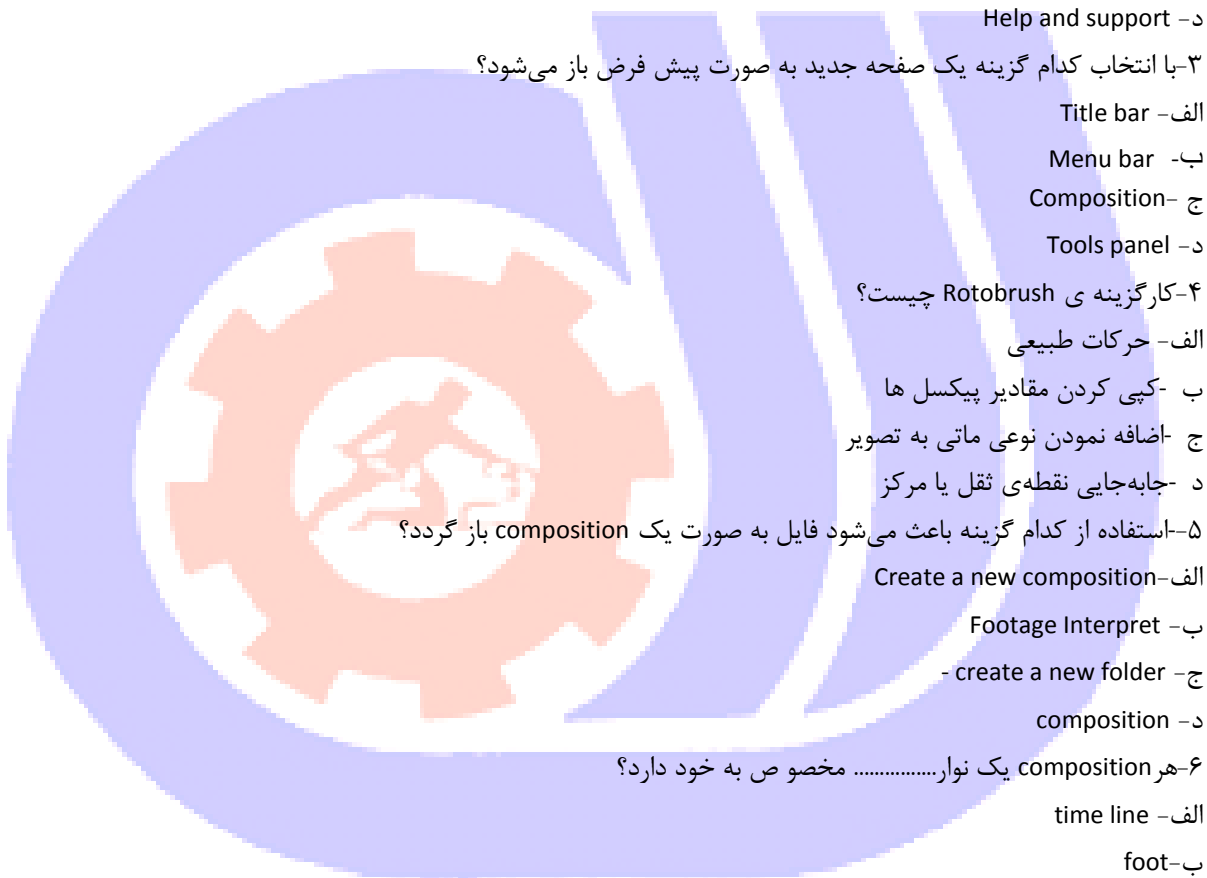 د- Help and support
۳-با انتخاب کدام گزینه یک صفحه جدید به صورت پیش فرض باز می‌شود؟
الف- Title bar
ب- Menu bar
ج -Composition
د- Tools panel
۴-کارگزینه ی Rotobrush چیست؟
الف- حرکات طبیعی
ب -کپی کردن مقادیر پیکسل ها
ج -اضافه نمودن نوعی ماتی به تصویر
د -جابه‌جایی نقطه‌ی ثقل یا مرکز
۵--استفاده از کدام گزینه باعث می‌شود فایل به صورت یک composition باز گردد؟
الف-Create a new composition
ب- Footage Interpret
ج- create a new folder -
د- composition
۶-هر composition یک نوار................ مخصو ص به خود دارد؟
الف- time line
ب-foot